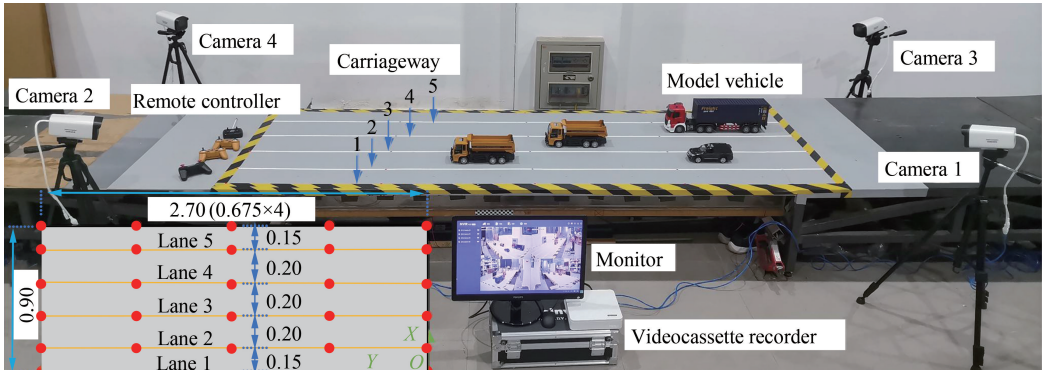 Camera 4
Camera 3
Carriageway
5
4
3
2
1
Model vehicle
Camera 2
Remote controller
Camera 1
2.70 (0.675×4)
Lane 5
0.15
Lane 4
0.20
0.90
Lane 3
0.20
Lane 2
0.20
X
Lane 1
0.15
Y
O
Monitor
Videocassette recorder